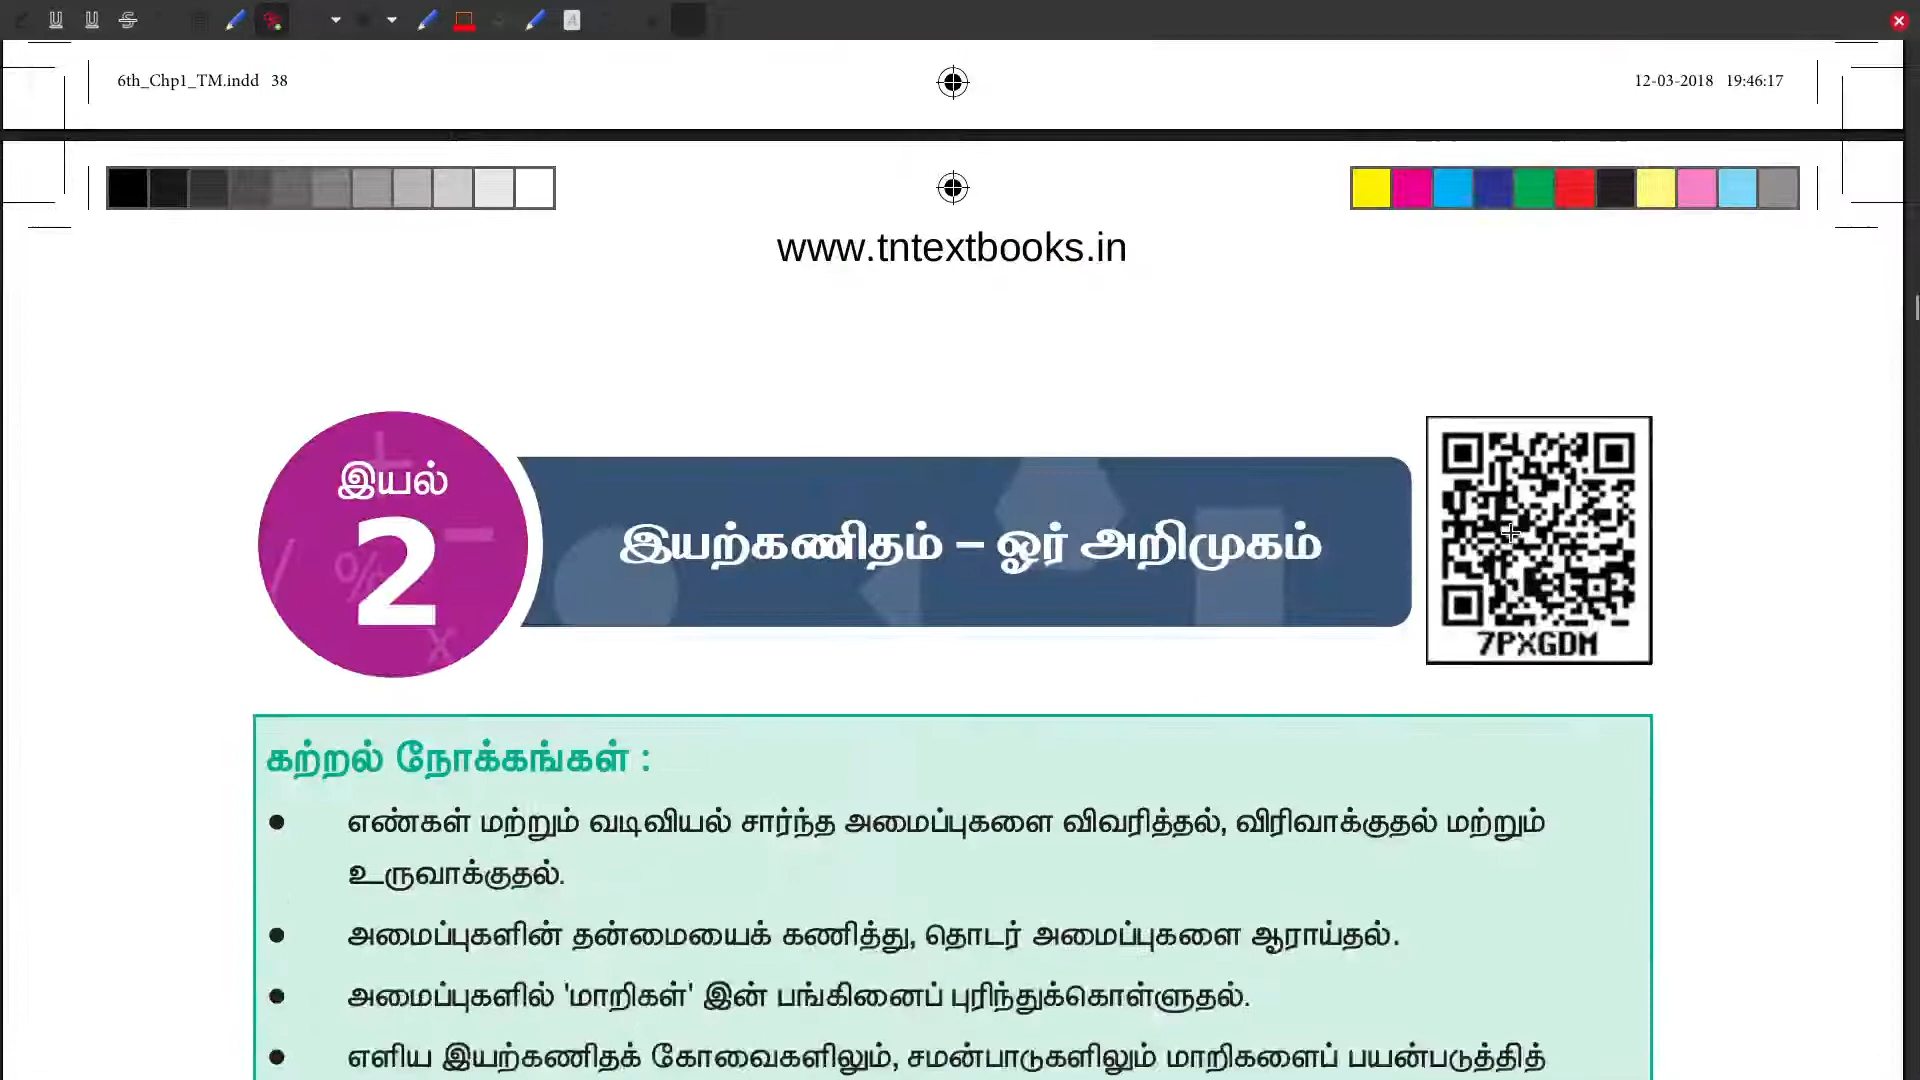 6th_Chp1_TM.indd 38
12-03-2018 19:46:17
www.tntextbooks.in
இயல்
2
இயற்கணிதம் – ஓர் அறிமுகம்
7PXGDM
கற்றல் நோக்கங்கள் :
● எண்கள் மற்றும் வடிவியல் சார்ந்த அமைப்புகளை விவரித்தல், விரிவாக்குதல் மற்றும்
உருவாக்குதல்.
● அமைப்புகளின் தன்மையைக் கணித்து, தொடர் அமைப்புகளை ஆராய்தல்.
● அமைப்புகளில் 'மாறிகள்' இன் பங்கினைப் புரிந்துக்கொள்ளுதல்.
● எளிய இயற்கணிதக் கோவைகளிலும், சமன்பாடுகளிலும் மாறிகளைப் பயன்படுத்தித்